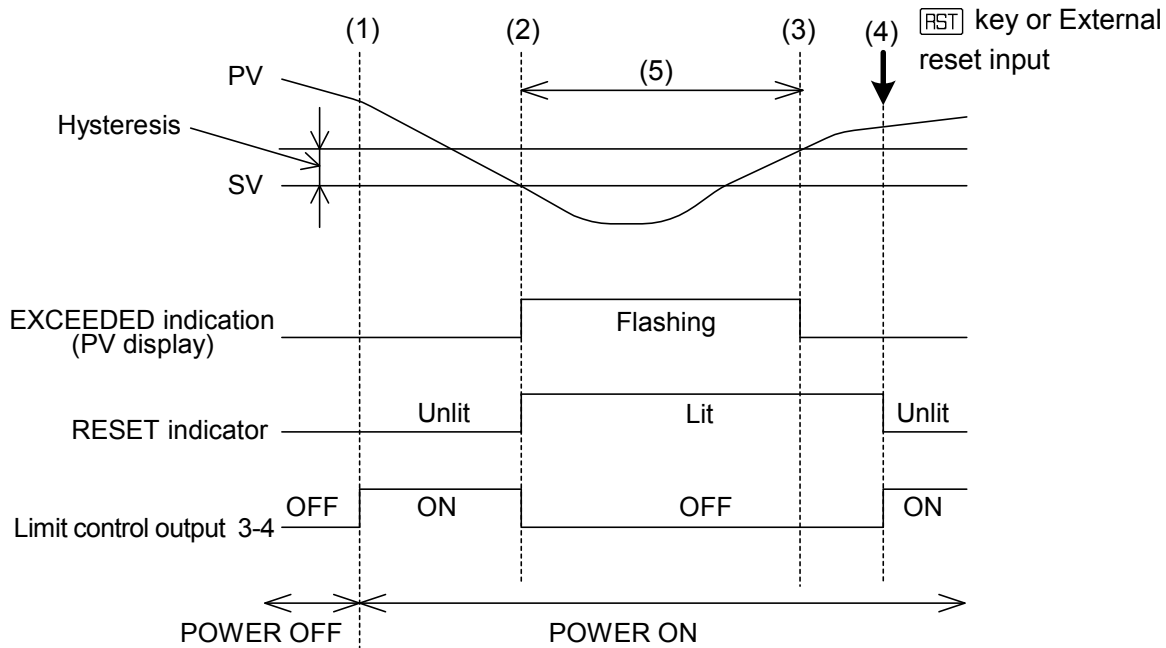 RST key or External
reset input
(1)
(2)
(3)
(4)
(5)
PV
Hysteresis
SV
EXCEEDED indication
(PV display)
Flashing
RESET indicator
Unlit
Lit
Unlit
Limit control output 3-4
OFF
ON
OFF
ON
POWER OFF
POWER ON